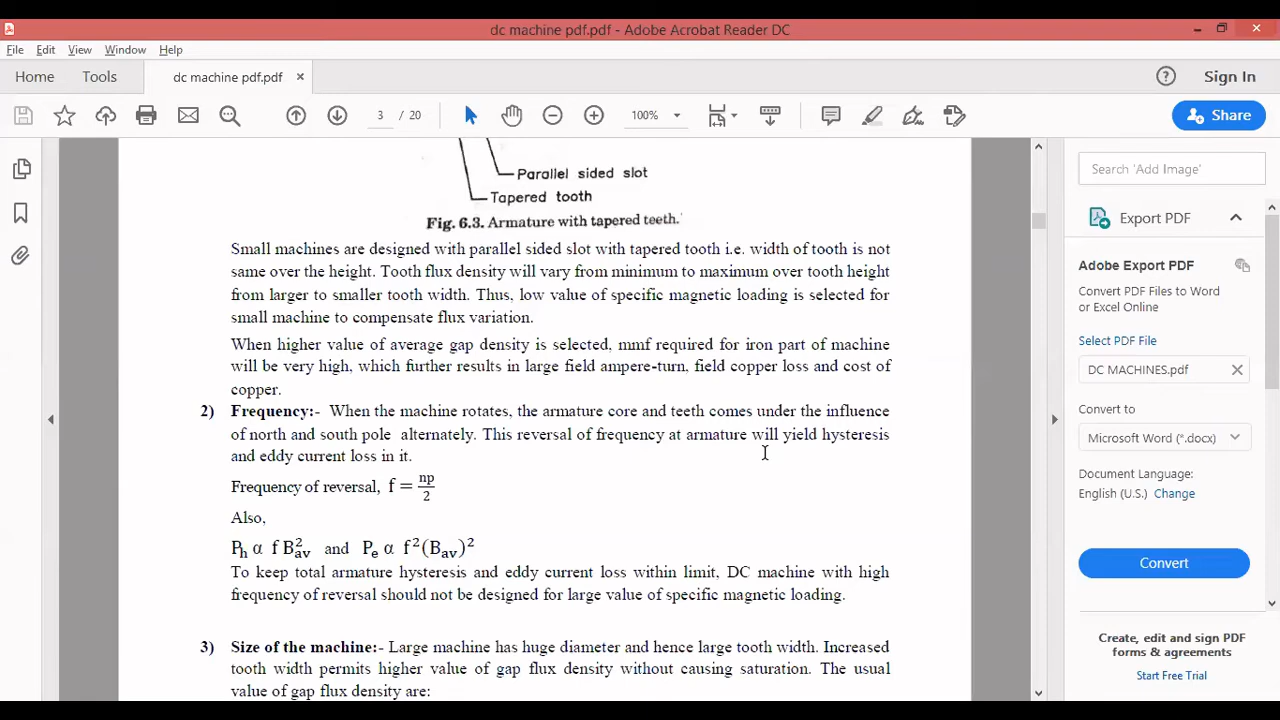 dc machine pdf.pdf - Adobe Acrobat Reader DC
File Edit View Window Help
Home Tools dc machine pdf.pdf × Sign In
3 / 20 100% Share
Parallel sided slot
Tapered tooth
Fig. 6.3. Armature with tapered teeth.
Small machines are designed with parallel sided slot with tapered tooth i.e. width of tooth is not
same over the height. Tooth flux density will vary from minimum to maximum over tooth height
from larger to smaller tooth width. Thus, low value of specific magnetic loading is selected for
small machine to compensate flux variation.
When higher value of average gap density is selected, mmf required for iron part of machine
will be very high, which further results in large field ampere-turn, field copper loss and cost of
copper.
2) Frequency:- When the machine rotates, the armature core and teeth comes under the influence
of north and south pole alternately. This reversal of frequency at armature will yield hysteresis
and eddy current loss in it.
Frequency of reversal, f = np/2
Also,
Pₕ α f B²ₐᵥ and Pₑ α f²(Bₐᵥ)²
To keep total armature hysteresis and eddy current loss within limit, DC machine with high
frequency of reversal should not be designed for large value of specific magnetic loading.
3) Size of the machine:- Large machine has huge diameter and hence large tooth width. Increased
tooth width permits higher value of gap flux density without causing saturation. The usual
value of gap flux density are:
Search 'Add Image'
Export PDF
Adobe Export PDF
Convert PDF Files to Word
or Excel Online
Select PDF File
DC MACHINES.pdf ×
Convert to
Microsoft Word (*.docx)
Document Language:
English (U.S.) Change
Convert
Create, edit and sign PDF
forms & agreements
Start Free Trial